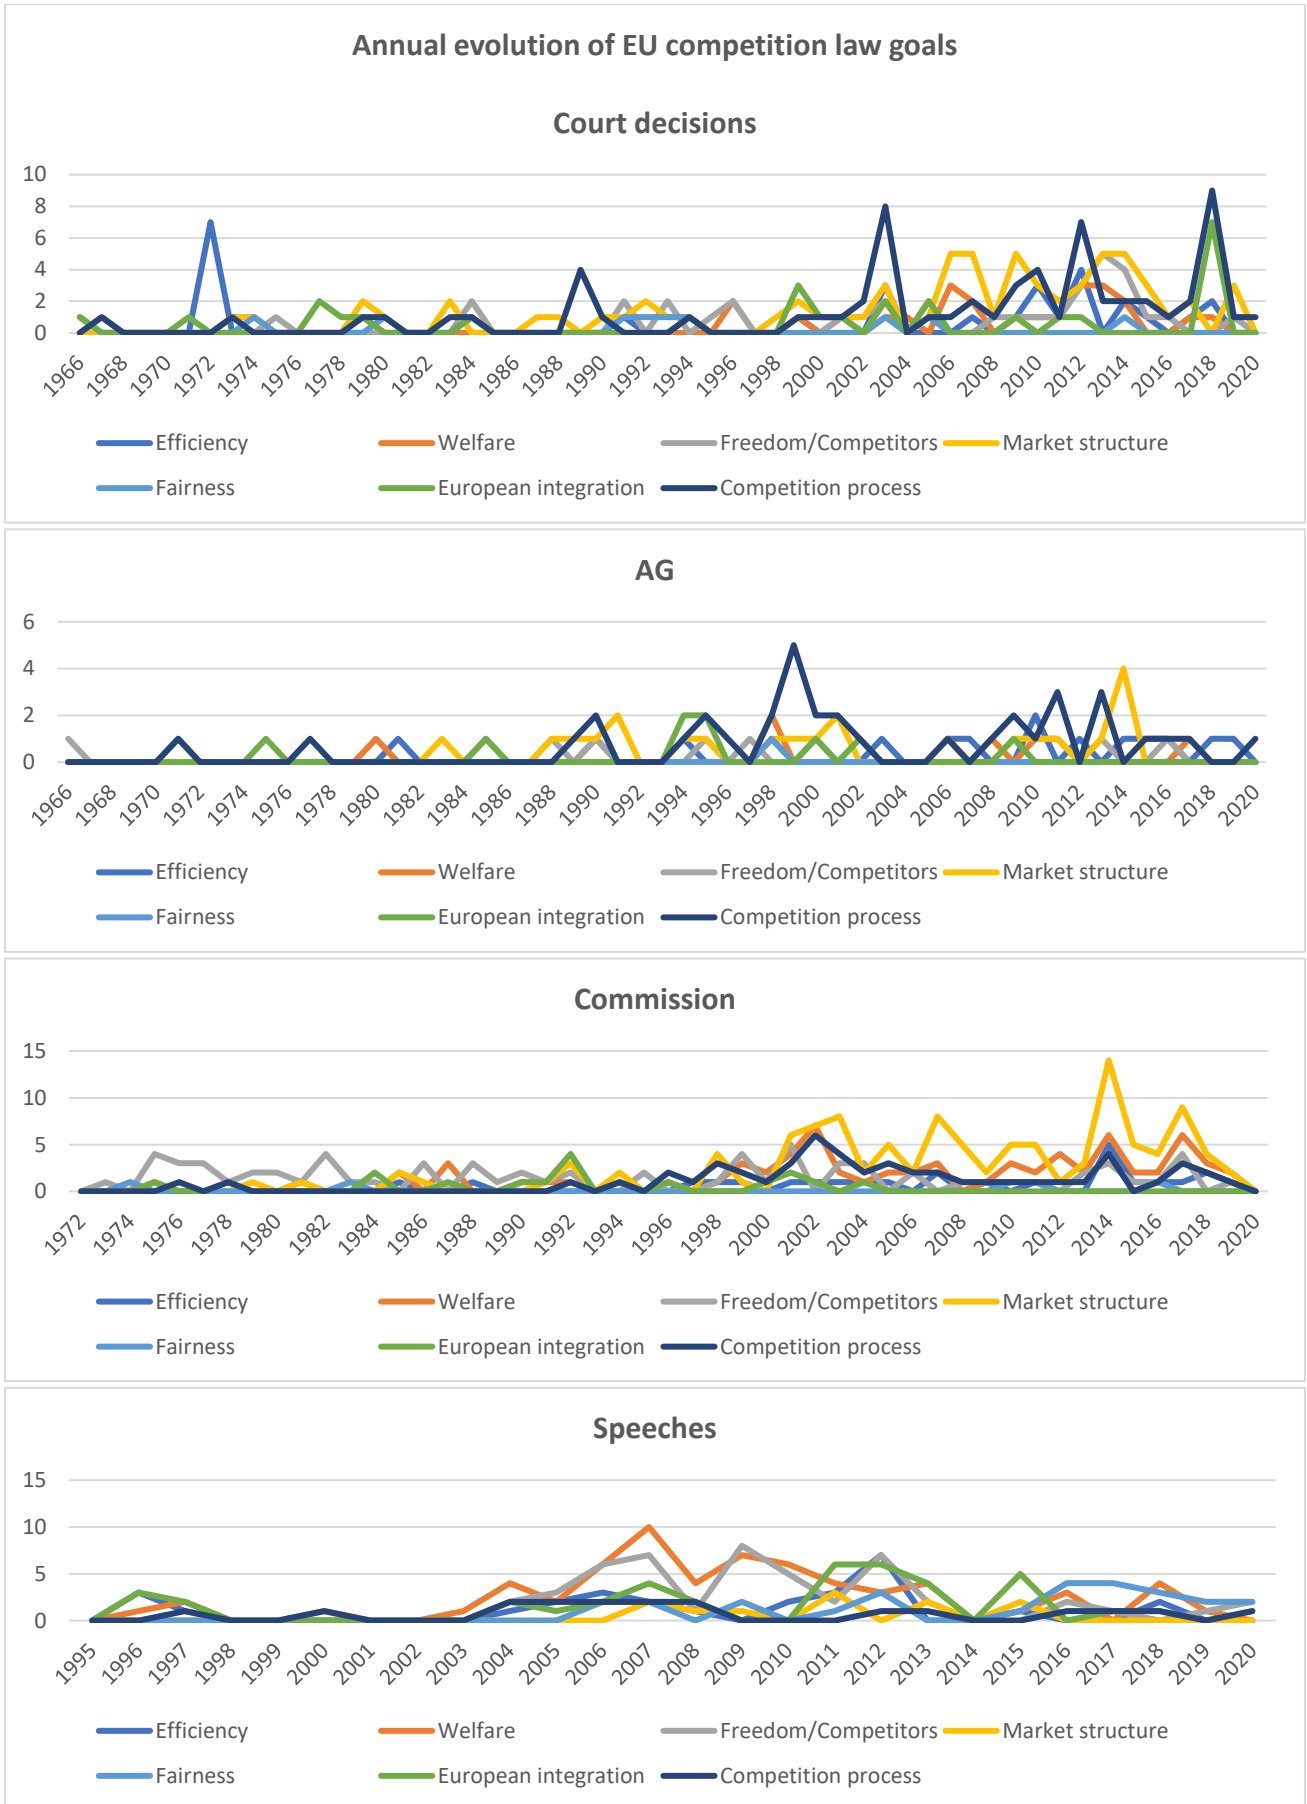 Annual evolution of EU competition law goals
Court decisions
10
8
6
4
2
0
1966 1968 1970 1972 1974 1976 1978 1980 1982 1984 1986 1988 1990 1992 1994 1996 1998 2000 2002 2004 2006 2008 2010 2012 2014 2016 2018 2020
Efficiency Welfare Freedom/Competitors Market structure
Fairness European integration Competition process
AG
6
4
2
0
1966 1968 1970 1972 1974 1976 1978 1980 1982 1984 1986 1988 1990 1992 1994 1996 1998 2000 2002 2004 2006 2008 2010 2012 2014 2016 2018 2020
Efficiency Welfare Freedom/Competitors Market structure
Fairness European integration Competition process
Commission
15
10
5
0
1972 1974 1976 1978 1980 1982 1984 1986 1988 1990 1992 1994 1996 1998 2000 2002 2004 2006 2008 2010 2012 2014 2016 2018 2020
Efficiency Welfare Freedom/Competitors Market structure
Fairness European integration Competition process
Speeches
15
10
5
0
1995 1996 1997 1998 1999 2000 2001 2002 2003 2004 2005 2006 2007 2008 2009 2010 2011 2012 2013 2014 2015 2016 2017 2018 2019 2020
Efficiency Welfare Freedom/Competitors Market structure
Fairness European integration Competition process